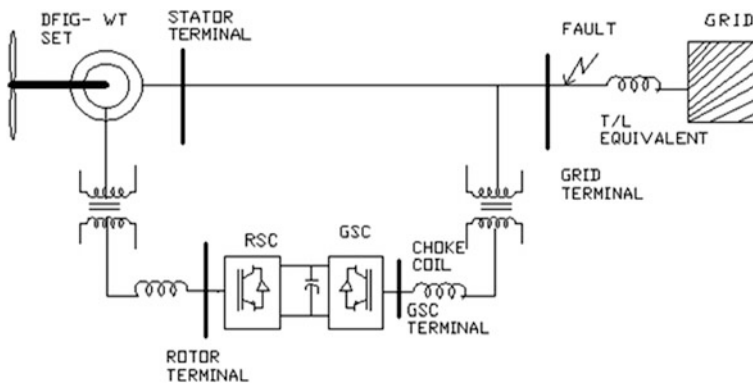 DFIG- WT
SET
STATOR
TERMINAL
FAULT
GRID
T/L
EQUIVALENT
GRID
TERMINAL
RSC
GSC
CHOKE
COIL
GSC
TERMINAL
ROTOR
TERMINAL